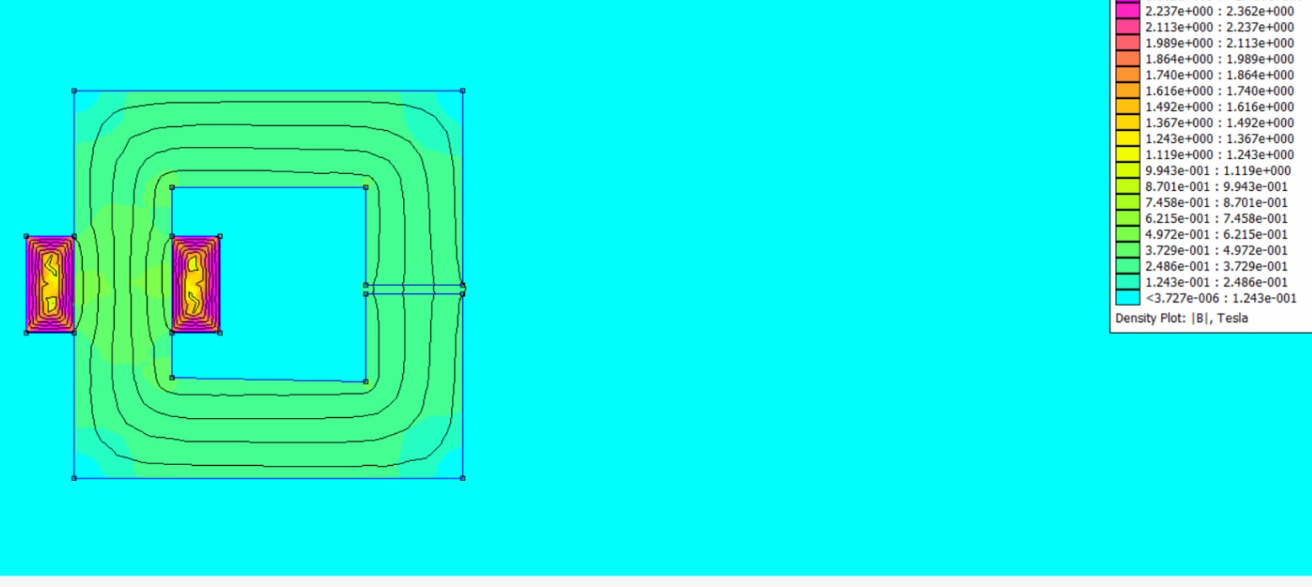 2.237e+000 : 2.362e+000
2.113e+000 : 2.237e+000
1.989e+000 : 2.113e+000
1.864e+000 : 1.989e+000
1.740e+000 : 1.864e+000
1.616e+000 : 1.740e+000
1.492e+000 : 1.616e+000
1.367e+000 : 1.492e+000
1.243e+000 : 1.367e+000
1.119e+000 : 1.243e+000
9.943e-001 : 1.119e+000
8.701e-001 : 9.943e-001
7.458e-001 : 8.701e-001
6.215e-001 : 7.458e-001
4.972e-001 : 6.215e-001
3.729e-001 : 4.972e-001
2.486e-001 : 3.729e-001
1.243e-001 : 2.486e-001
<3.727e-006 : 1.243e-001
Density Plot: |B|, Tesla